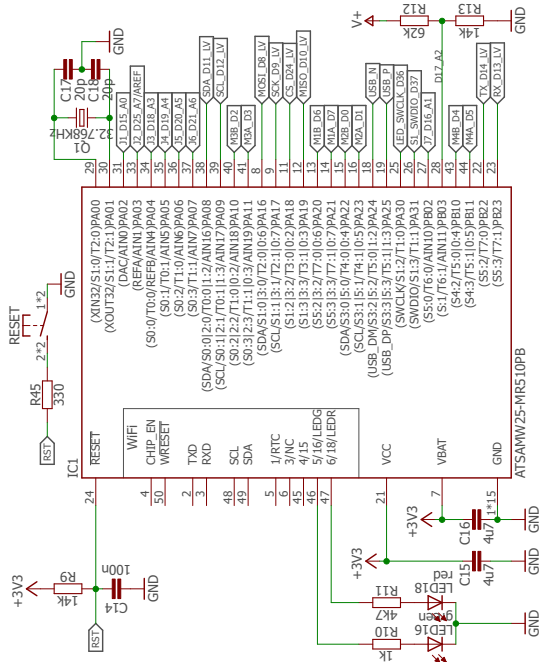 V+
R12
62k
R13
14k
GND
D17_A2
GND
C17
20p
C18
20p
32.768KHz
Q1
J1_D15_A0
J2_D25_A7/AREF
J3_D18_A3
J4_D19_A4
J5_D20_A5
J6_D21_A6
SDA_D11_LV
SCL_D12_LV
M3B_D2
M3A_D3
MOSI_D8_LV
SCK_D9_LV
CS_D24_LV
MISO_D10_LV
M1B_D6
M1A_D7
M2B_D0
M2A_D1
USB_N
USB_P
LED_SWCLK_D36
S1_SWDIO_D37
J7_D16_A1
M4B_D4
M4A_D5
TX_D14_LV
RX_D13_LV
29
30
31
33
34
35
36
37
38
39
40
41
8
9
11
12
13
14
15
16
18
19
25
26
27
28
43
44
22
23
(XIN32/S1:0/T2:0)PA00
(XOUT32/S1:1/T2:1)PA01
(DAC/AIN0)PA02
(REFA/AIN1)PA03
(S0:0/T0:0/REFB/AIN4)PA04
(S0:1/T0:1/AIN5)PA05
(S0:2/T1:0/AIN6)PA06
(S0:3/T1:1/AIN7)PA07
(SDA/S0:0|2:0/T0:0|1:2/AIN16)PA08
(SCL/S0:1|2:1/T0:1|1:3/AIN17)PA09
(S0:2|2:2/T1:0|0:2/AIN18)PA10
(S0:3|2:3/T1:1|0:3/AIN19)PA11
(SDA/S1:0|3:0/T2:0|0:6)PA16
(SCL/S1:1|3:1/T2:1|0:7)PA17
(S1:2|3:2/T3:0|0:2)PA18
(S1:3|3:3/T3:1|0:3)PA19
(S5:2|3:2/T7:0|0:6)PA20
(S5:3|3:3/T7:1|0:7)PA21
(SDA/S3:0|5:0/T4:0|0:4)PA22
(SCL/S3:1|5:1/T4:1|0:5)PA23
(USB_DM/S3:2|5:2/T5:0|1:2)PA24
(USB_DP/S3:3|5:3/T5:1|1:3)PA25
(SWCLK/S1:2/T1:0)PA30
(SWDIO/S1:3/T1:1)PA31
(S5:0/T6:0/AIN10)PB02
(S:1/T6:1/AIN11)PB03
(S4:2/T5:0|0:4)PB10
(S4:3/T5:1|0:5)PB11
(S5:2/T7:0)PB22
(S5:3/T7:1)PB23
RESET
1*2
2*2
GND
R45
330
RST
IC1
ATSAMW25-MR510PB
RESET
WiFi
CHIP_EN
WRESET
TXD
RXD
SCL
SDA
1/RTC
3/NC
4/15
5/16/LEDG
6/18/LEDR
VCC
VBAT
GND
24
4
50
2
3
48
49
5
6
45
46
47
21
7
1*15
+3V3
R9
14k
C14
100n
GND
RST
+3V3
C16
4u7
GND
+3V3
C15
4u7
GND
R11
4k7
LED18
red
R10
1k
LED16
green
GND